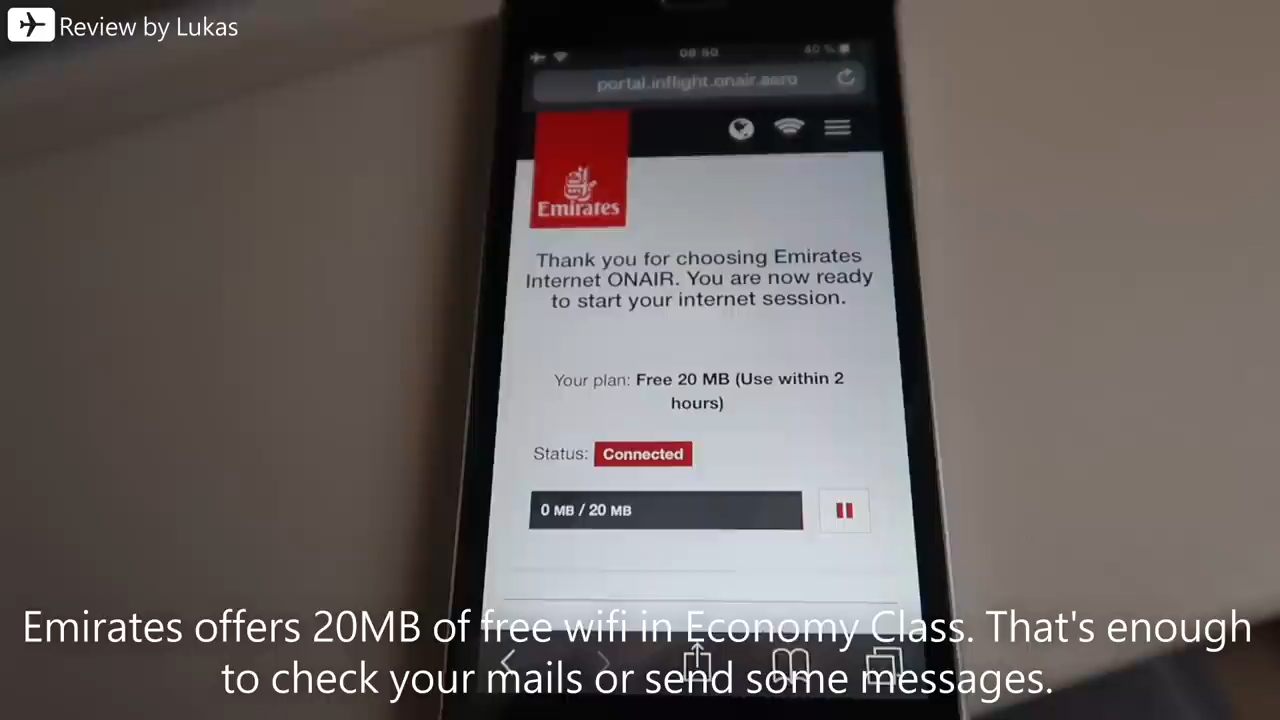 Review by Lukas
08:50
40 %
portal.inflight.onair.aero
Emirates
Thank you for choosing Emirates
Internet ONAIR. You are now ready
to start your internet session.
Your plan: Free 20 MB (Use within 2
hours)
Status: Connected
0 MB / 20 MB
Emirates offers 20MB of free wifi in Economy Class. That's enough
to check your mails or send some messages.